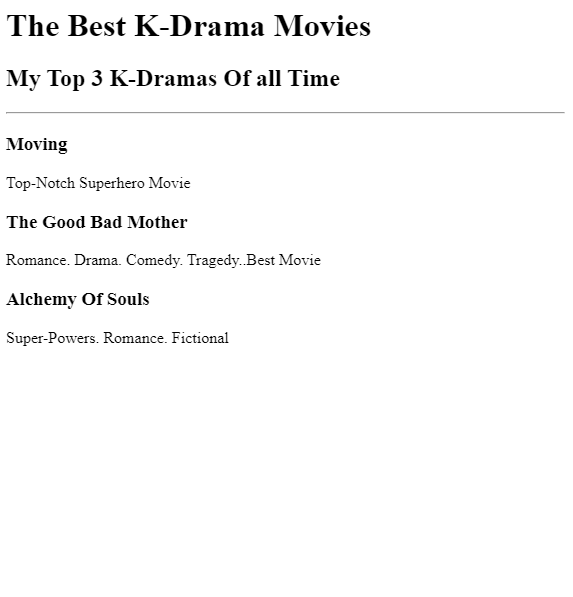 The Best K-Drama Movies
My Top 3 K-Dramas Of all Time
Moving
Top-Notch Superhero Movie
The Good Bad Mother
Romance. Drama. Comedy. Tragedy..Best Movie
Alchemy Of Souls
Super-Powers. Romance. Fictional